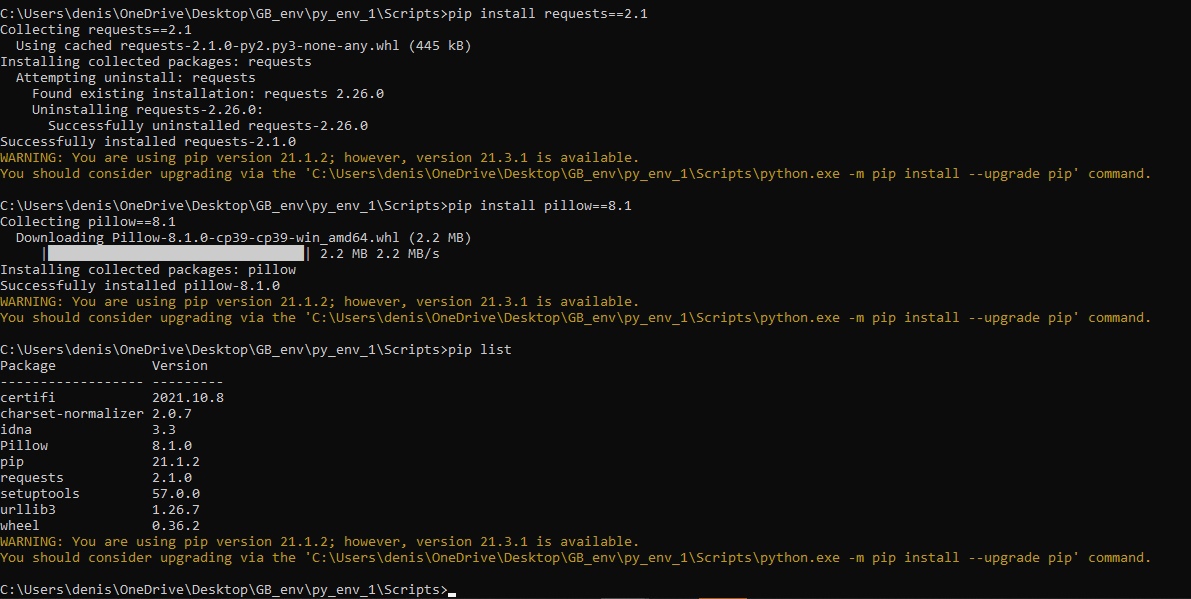 C:\Users\denis\OneDrive\Desktop\GB_env\py_env_1\Scripts>pip install requests==2.1
Collecting requests==2.1
  Using cached requests-2.1.0-py2.py3-none-any.whl (445 kB)
Installing collected packages: requests
  Attempting uninstall: requests
    Found existing installation: requests 2.26.0
    Uninstalling requests-2.26.0:
      Successfully uninstalled requests-2.26.0
Successfully installed requests-2.1.0
WARNING: You are using pip version 21.1.2; however, version 21.3.1 is available.
You should consider upgrading via the 'C:\Users\denis\OneDrive\Desktop\GB_env\py_env_1\Scripts\python.exe -m pip install --upgrade pip' command.
C:\Users\denis\OneDrive\Desktop\GB_env\py_env_1\Scripts>pip install pillow==8.1
Collecting pillow==8.1
  Downloading Pillow-8.1.0-cp39-cp39-win_amd64.whl (2.2 MB)
     |████████████████████████████████| 2.2 MB 2.2 MB/s
Installing collected packages: pillow
Successfully installed pillow-8.1.0
WARNING: You are using pip version 21.1.2; however, version 21.3.1 is available.
You should consider upgrading via the 'C:\Users\denis\OneDrive\Desktop\GB_env\py_env_1\Scripts\python.exe -m pip install --upgrade pip' command.
C:\Users\denis\OneDrive\Desktop\GB_env\py_env_1\Scripts>pip list
Package            Version
------------------ ---------
certifi            2021.10.8
charset-normalizer 2.0.7
idna               3.3
Pillow             8.1.0
pip                21.1.2
requests           2.1.0
setuptools         57.0.0
urllib3            1.26.7
wheel              0.36.2
WARNING: You are using pip version 21.1.2; however, version 21.3.1 is available.
You should consider upgrading via the 'C:\Users\denis\OneDrive\Desktop\GB_env\py_env_1\Scripts\python.exe -m pip install --upgrade pip' command.
C:\Users\denis\OneDrive\Desktop\GB_env\py_env_1\Scripts>